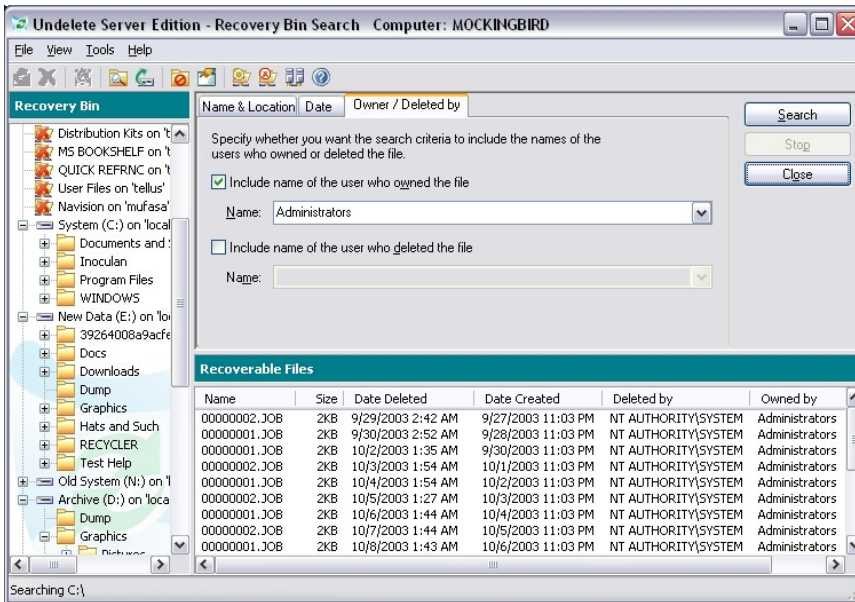 Undelete Server Edition - Recovery Bin Search Computer: MOCKINGBIRD
File View Tools Help
Recovery Bin
Distribution Kits on 't
MS BOOKSHELF on 't
QUICK REFRNC on 't
User Files on 'tellus'
Navision on 'mufasa'
System (C:) on 'local
Documents and
Inoculan
Program Files
WINDOWS
New Data (E:) on 'lo
39264008a9acfe
Docs
Downloads
Dump
Graphics
Hats and Such
RECYCLER
Test Help
Old System (N:) on 'l
Archive (D:) on 'loca
Dump
Graphics
Pictures
Name & Location Date Owner / Deleted by
Specify whether you want the search criteria to include the names of the
users who owned or deleted the file.
Include name of the user who owned the file
Name: Administrators
Include name of the user who deleted the file
Name:
Search
Stop
Close
Recoverable Files
Name Size Date Deleted Date Created Deleted by Owned by
00000002.JOB 2KB 9/29/2003 2:42 AM 9/27/2003 11:03 PM NT AUTHORITY\SYSTEM Administrators
00000001.JOB 2KB 9/30/2003 2:52 AM 9/28/2003 11:03 PM NT AUTHORITY\SYSTEM Administrators
00000001.JOB 2KB 10/2/2003 1:35 AM 9/30/2003 11:03 PM NT AUTHORITY\SYSTEM Administrators
00000002.JOB 2KB 10/3/2003 1:54 AM 10/1/2003 11:03 PM NT AUTHORITY\SYSTEM Administrators
00000001.JOB 2KB 10/4/2003 1:54 AM 10/2/2003 11:03 PM NT AUTHORITY\SYSTEM Administrators
00000002.JOB 2KB 10/5/2003 1:27 AM 10/3/2003 11:03 PM NT AUTHORITY\SYSTEM Administrators
00000001.JOB 2KB 10/6/2003 1:44 AM 10/4/2003 11:03 PM NT AUTHORITY\SYSTEM Administrators
00000002.JOB 2KB 10/7/2003 1:44 AM 10/5/2003 11:03 PM NT AUTHORITY\SYSTEM Administrators
00000001.JOB 2KB 10/8/2003 1:43 AM 10/6/2003 11:03 PM NT AUTHORITY\SYSTEM Administrators
Searching C:\